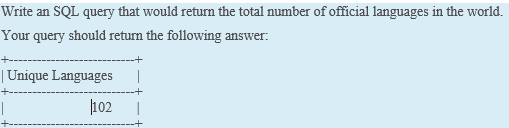 Write an SQL query that would return the total number of official languages in the world.
Your query should return the following answer:
+----------------------------+
| Unique Languages |
+----------------------------+
| 102 |
+----------------------------+